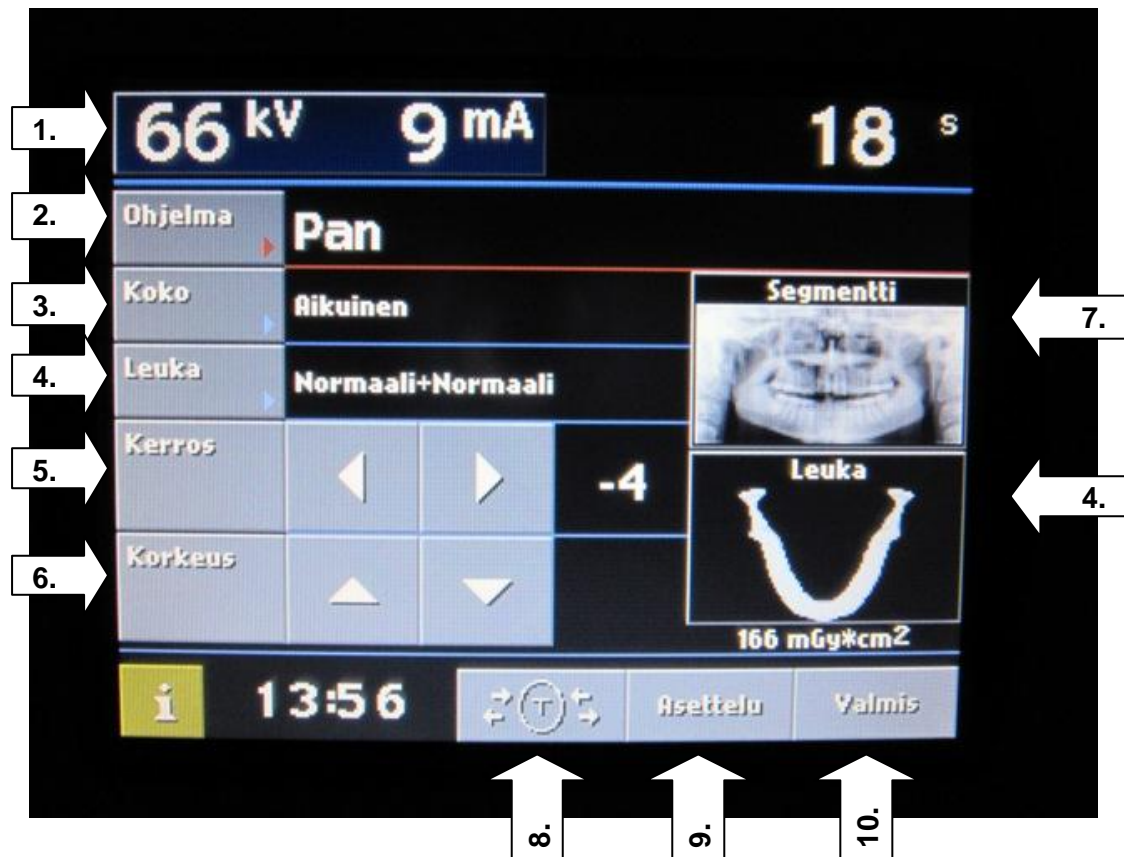 1. 66 kV 9 mA 18 s
2. Ohjelma Pan
3. Koko Aikuinen Segmentti 7.
4. Leuka Normaali+Normaali
5. Kerros -4 Leuka 4.
6. Korkeus
166 mGy*cm2
i 13:56 T Asettelu Valmis
8. 9. 10.